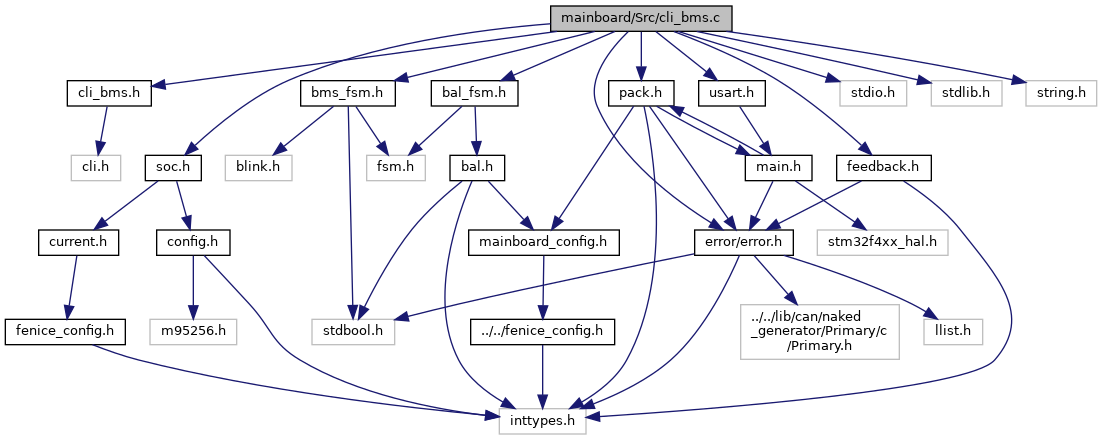 mainboard/Src/cli_bms.c
cli_bms.h
bms_fsm.h
bal_fsm.h
pack.h
usart.h
stdio.h
stdlib.h
string.h
cli.h
soc.h
blink.h
fsm.h
bal.h
main.h
feedback.h
current.h
config.h
mainboard_config.h
error/error.h
stm32f4xx_hal.h
fenice_config.h
m95256.h
stdbool.h
../../fenice_config.h
../../lib/can/naked
_generator/Primary/c
/Primary.h
llist.h
inttypes.h